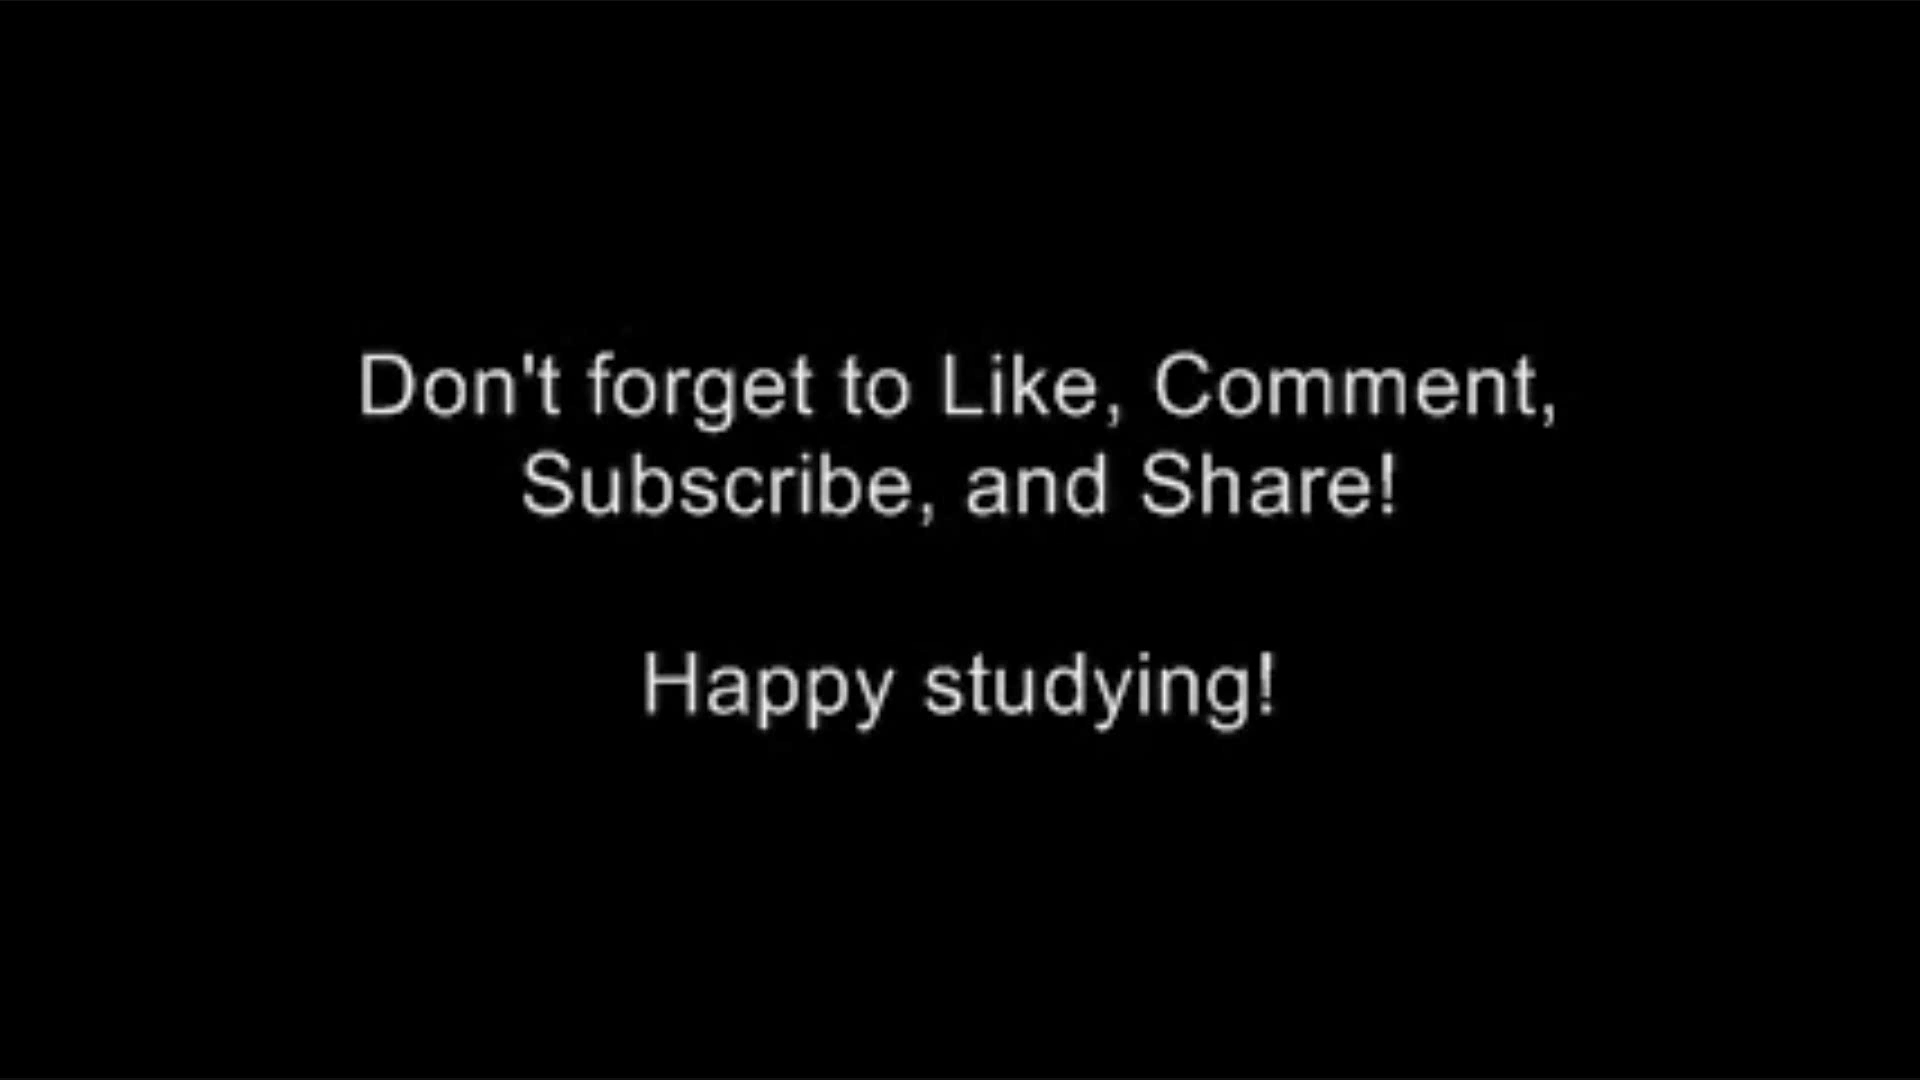 Don't forget to Like, Comment,
Subscribe, and Share!
Happy studying!